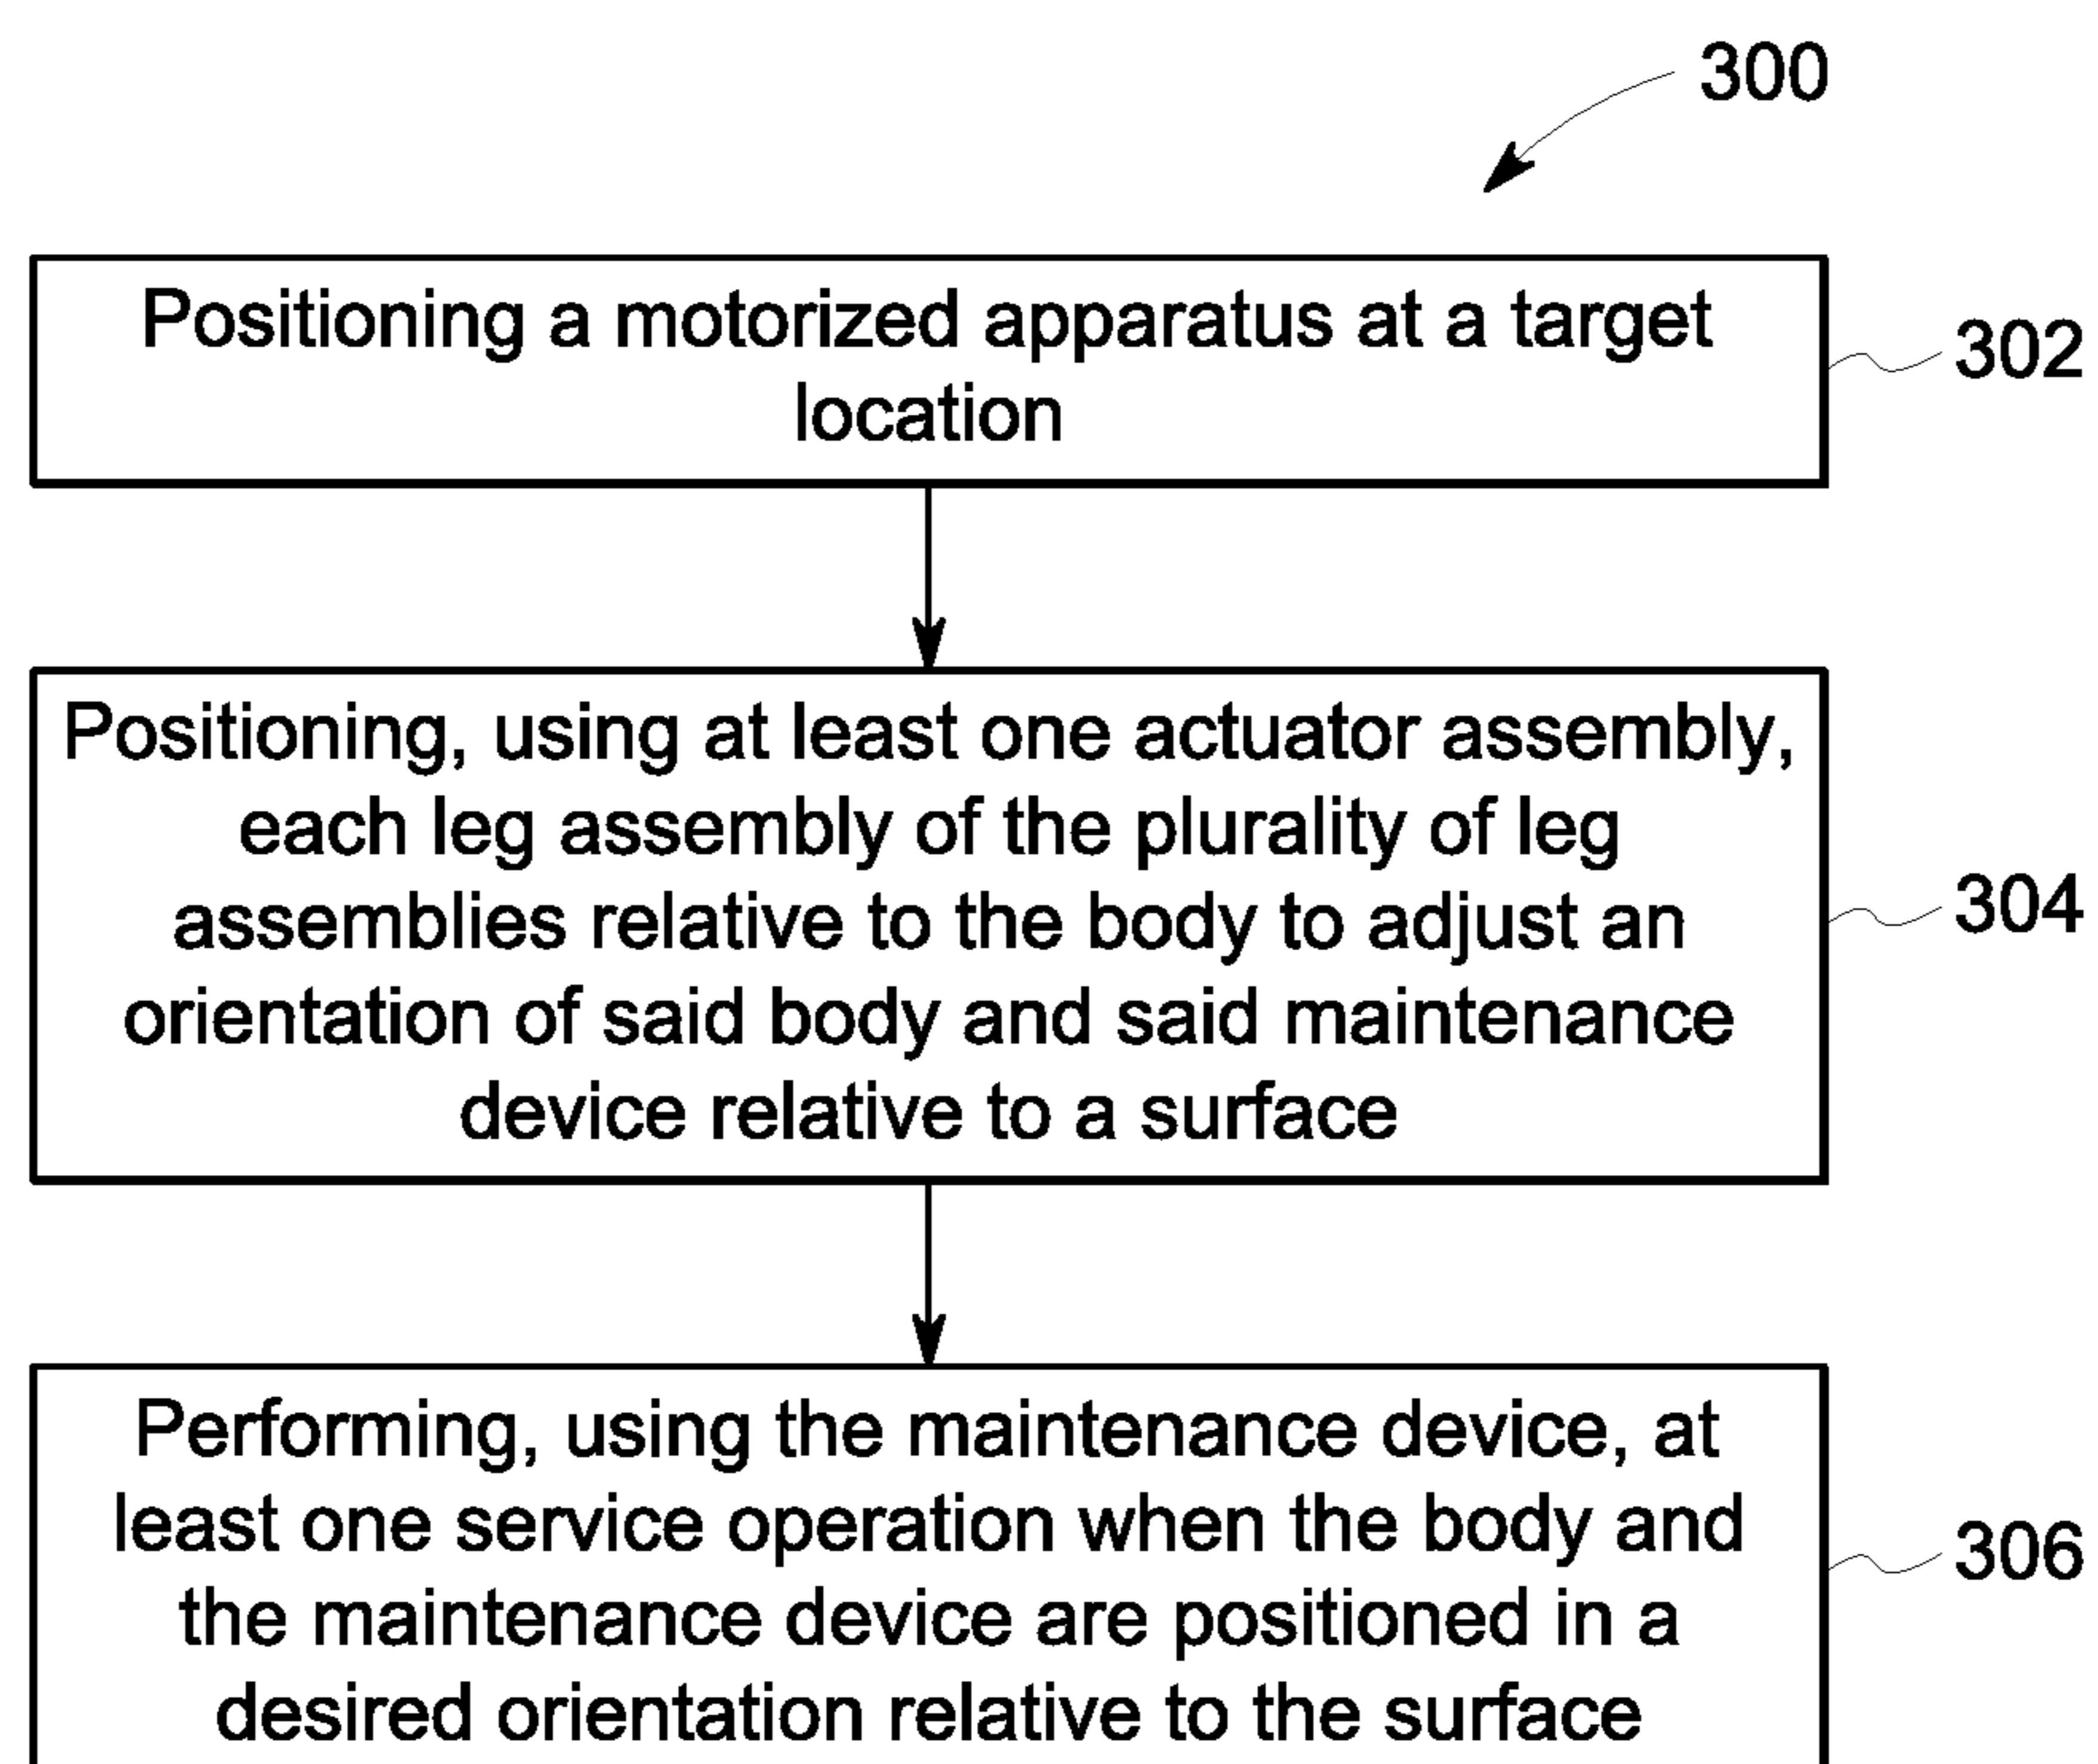 300
Positioning a motorized apparatus at a target
location
302
Positioning, using at least one actuator assembly,
each leg assembly of the plurality of leg
assemblies relative to the body to adjust an
orientation of said body and said maintenance
device relative to a surface
304
Performing, using the maintenance device, at
least one service operation when the body and
the maintenance device are positioned in a
desired orientation relative to the surface
306